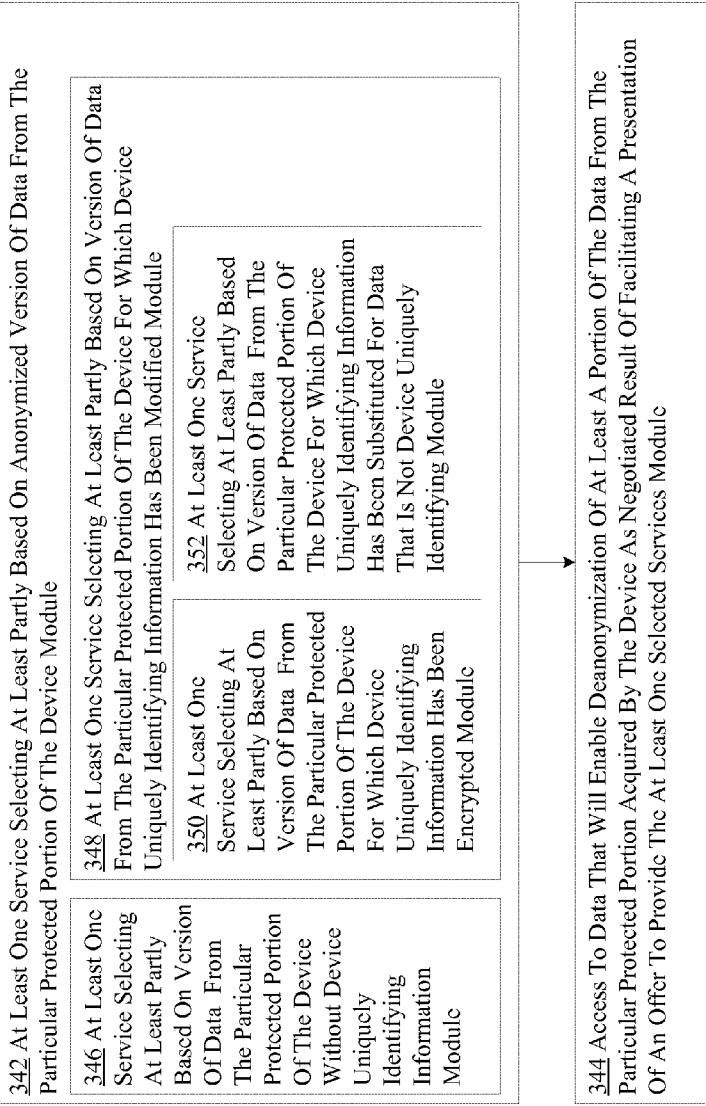 342 At Least One Service Selecting At Least Partly Based On Anonymized Version Of Data From The
Particular Protected Portion Of The Device Module
346 At Least One
Service Selecting
At Least Partly
Based On Version
Of Data From
The Particular
Protected Portion
Of The Device
Without Device
Uniquely
Identifying
Information
Module
348 At Least One Service Selecting At Least Partly Based On Version Of Data
From The Particular Protected Portion Of The Device For Which Device
Uniquely Identifying Information Has Been Modified Module
350 At Least One
Service Selecting At
Least Partly Based On
Version Of Data From
The Particular Protected
Portion Of The Device
For Which Device
Uniquely Identifying
Information Has Been
Encrypted Module
352 At Least One Service
Selecting At Least Partly Based
On Version Of Data From The
Particular Protected Portion Of
The Device For Which Device
Uniquely Identifying Information
Has Been Substituted For Data
That Is Not Device Uniquely
Identifying Module
344 Access To Data That Will Enable Deanonymization Of At Least A Portion Of The Data From The
Particular Protected Portion Acquired By The Device As Negotiated Result Of Facilitating A Presentation
Of An Offer To Provide The At Least One Selected Services Module